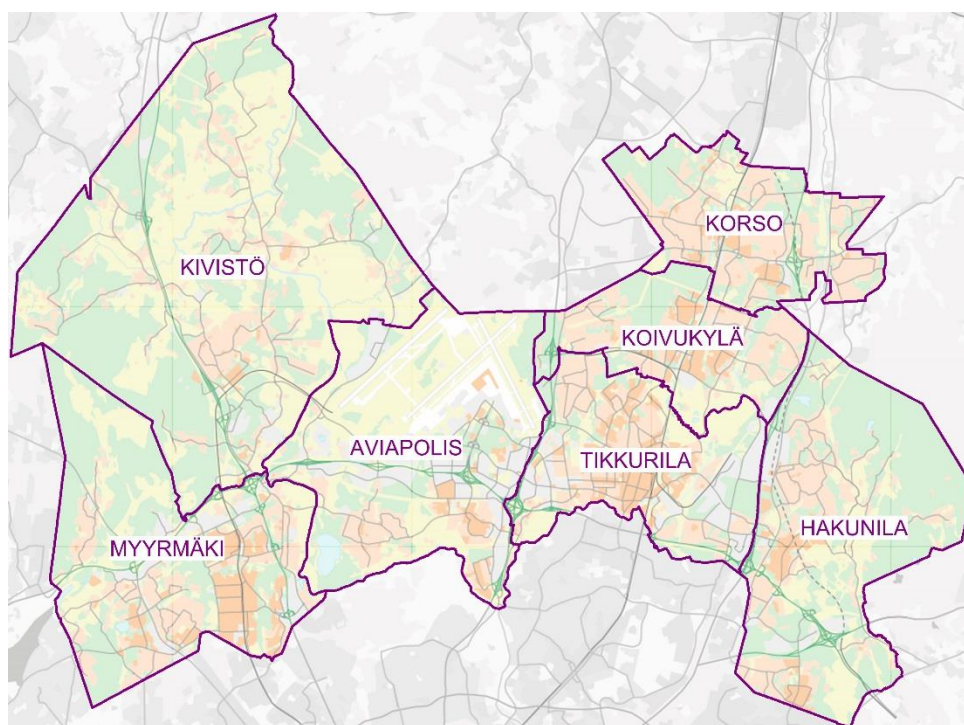 KORSO
KIVISTÖ
KOIVUKYLÄ
AVIAPOLIS
TIKKURILA
HAKUNILA
MYYRMÄKI